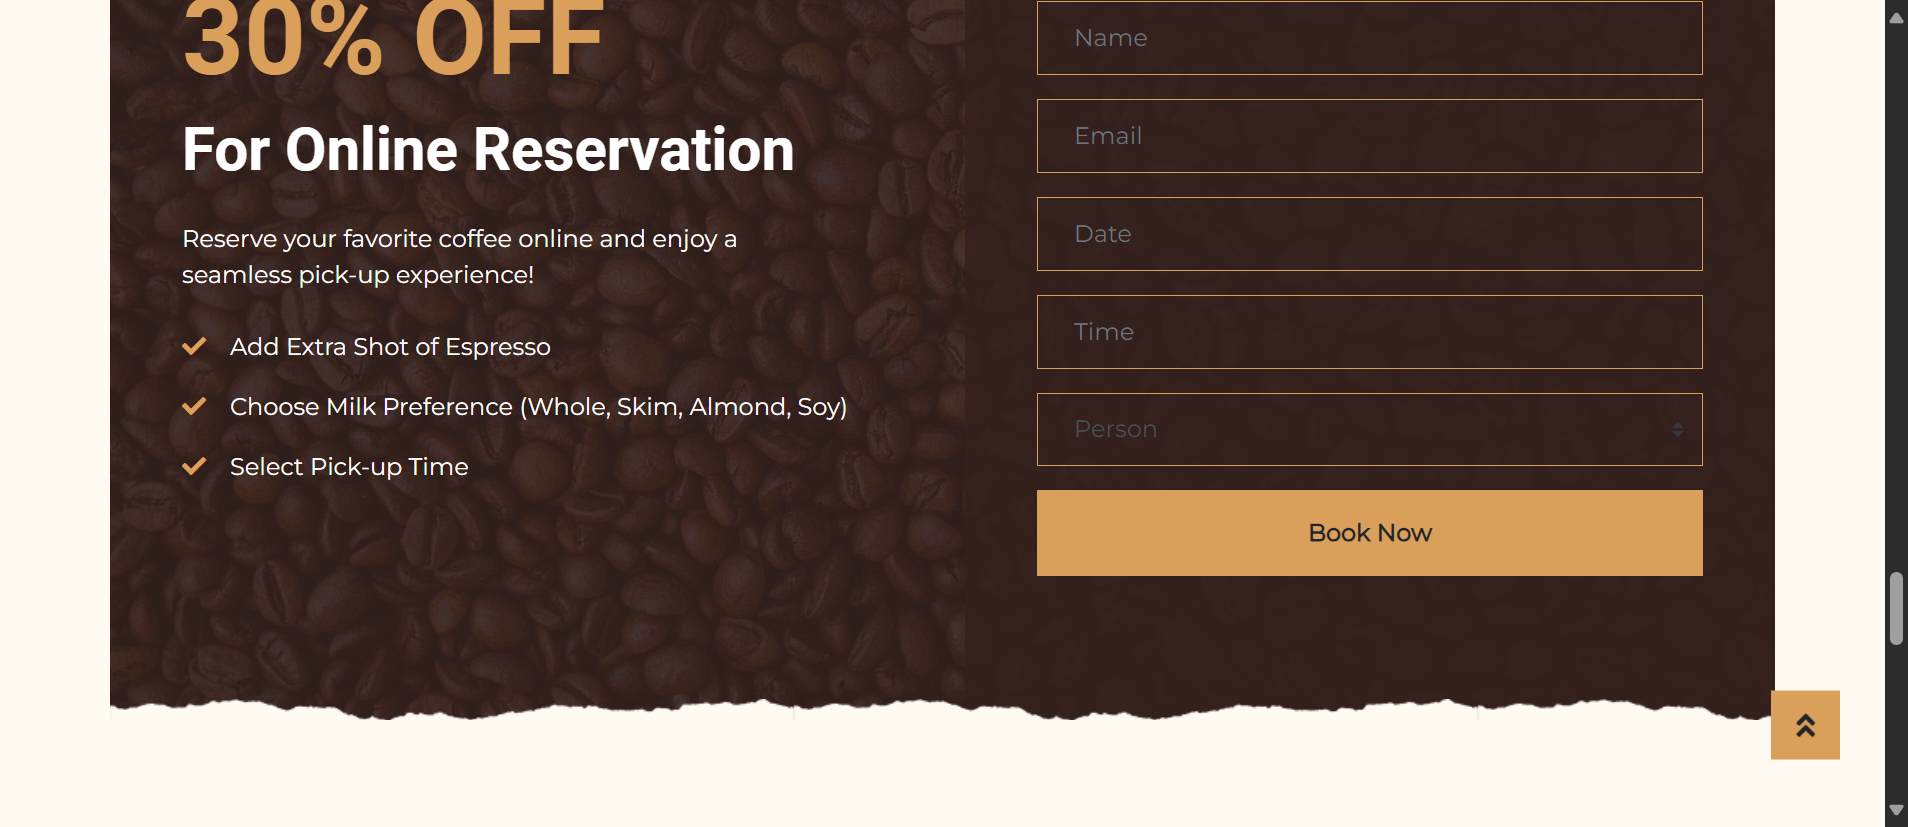 30% OFF
For Online Reservation
Reserve your favorite coffee online and enjoy a
seamless pick-up experience!
Add Extra Shot of Espresso
Choose Milk Preference (Whole, Skim, Almond, Soy)
Select Pick-up Time
Name
Email
Date
Time
Person
Book Now